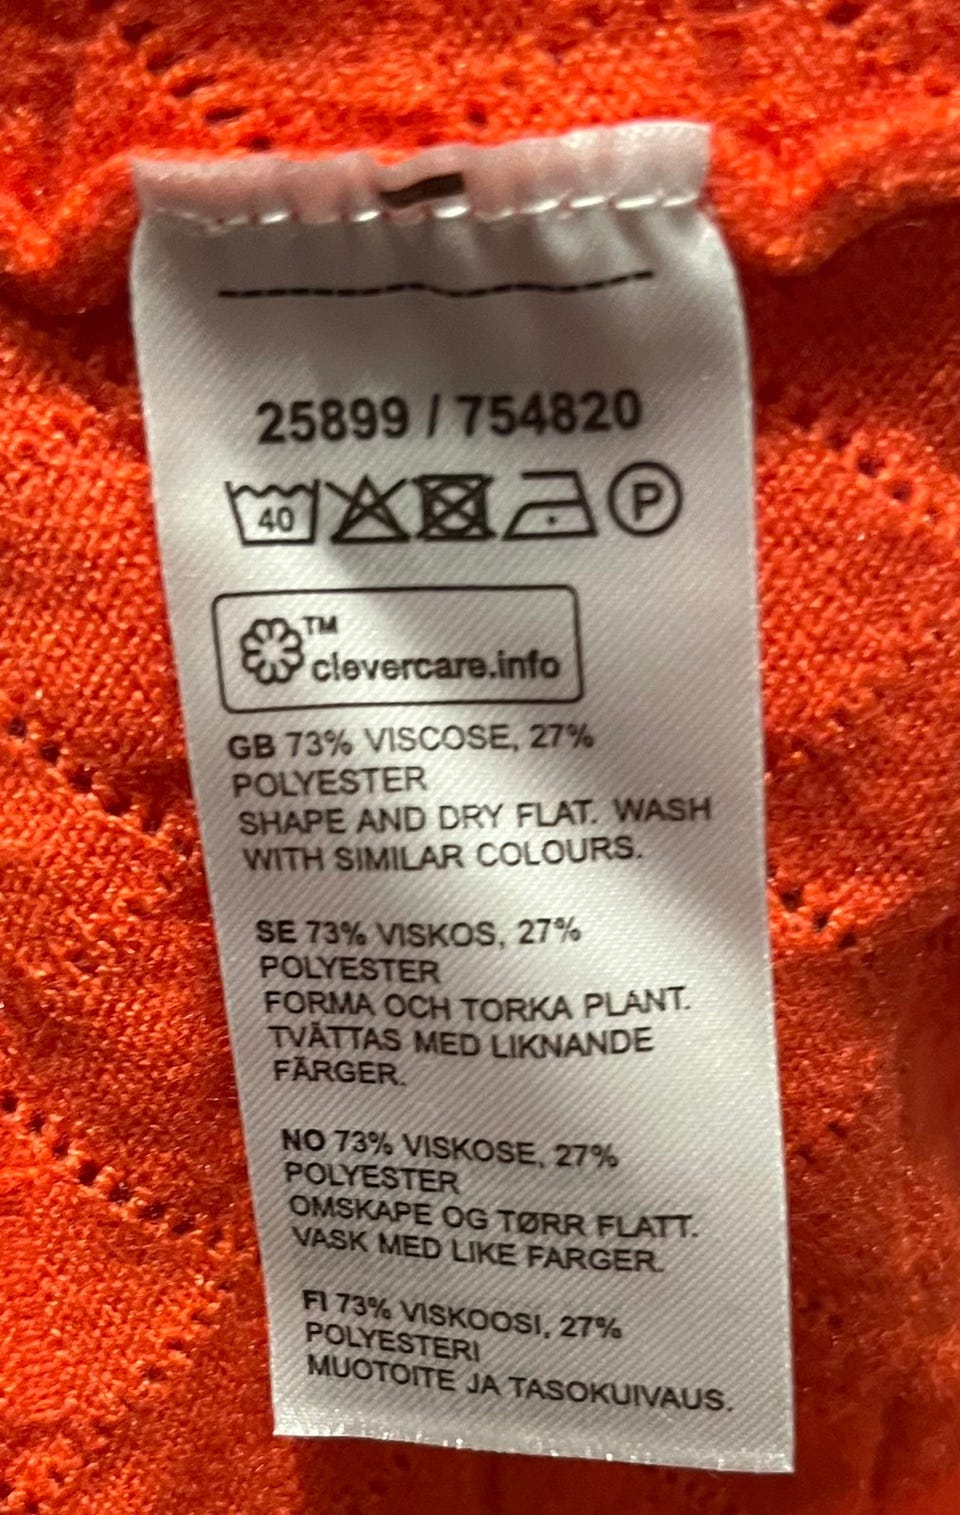 25899 / 754820
40 P
TM
clevercare.info
GB 73% VISCOSE, 27%
POLYESTER
SHAPE AND DRY FLAT. WASH
WITH SIMILAR COLOURS.
SE 73% VISKOS, 27%
POLYESTER
FORMA OCH TORKA PLANT.
TVÄTTAS MED LIKNANDE
FÄRGER.
NO 73% VISKOSE, 27%
POLYESTER
OMSKAPE OG TØRR FLATT.
VASK MED LIKE FARGER.
FI 73% VISKOOSI, 27%
POLYESTERI
MUOTOITE JA TASOKUIVAUS.